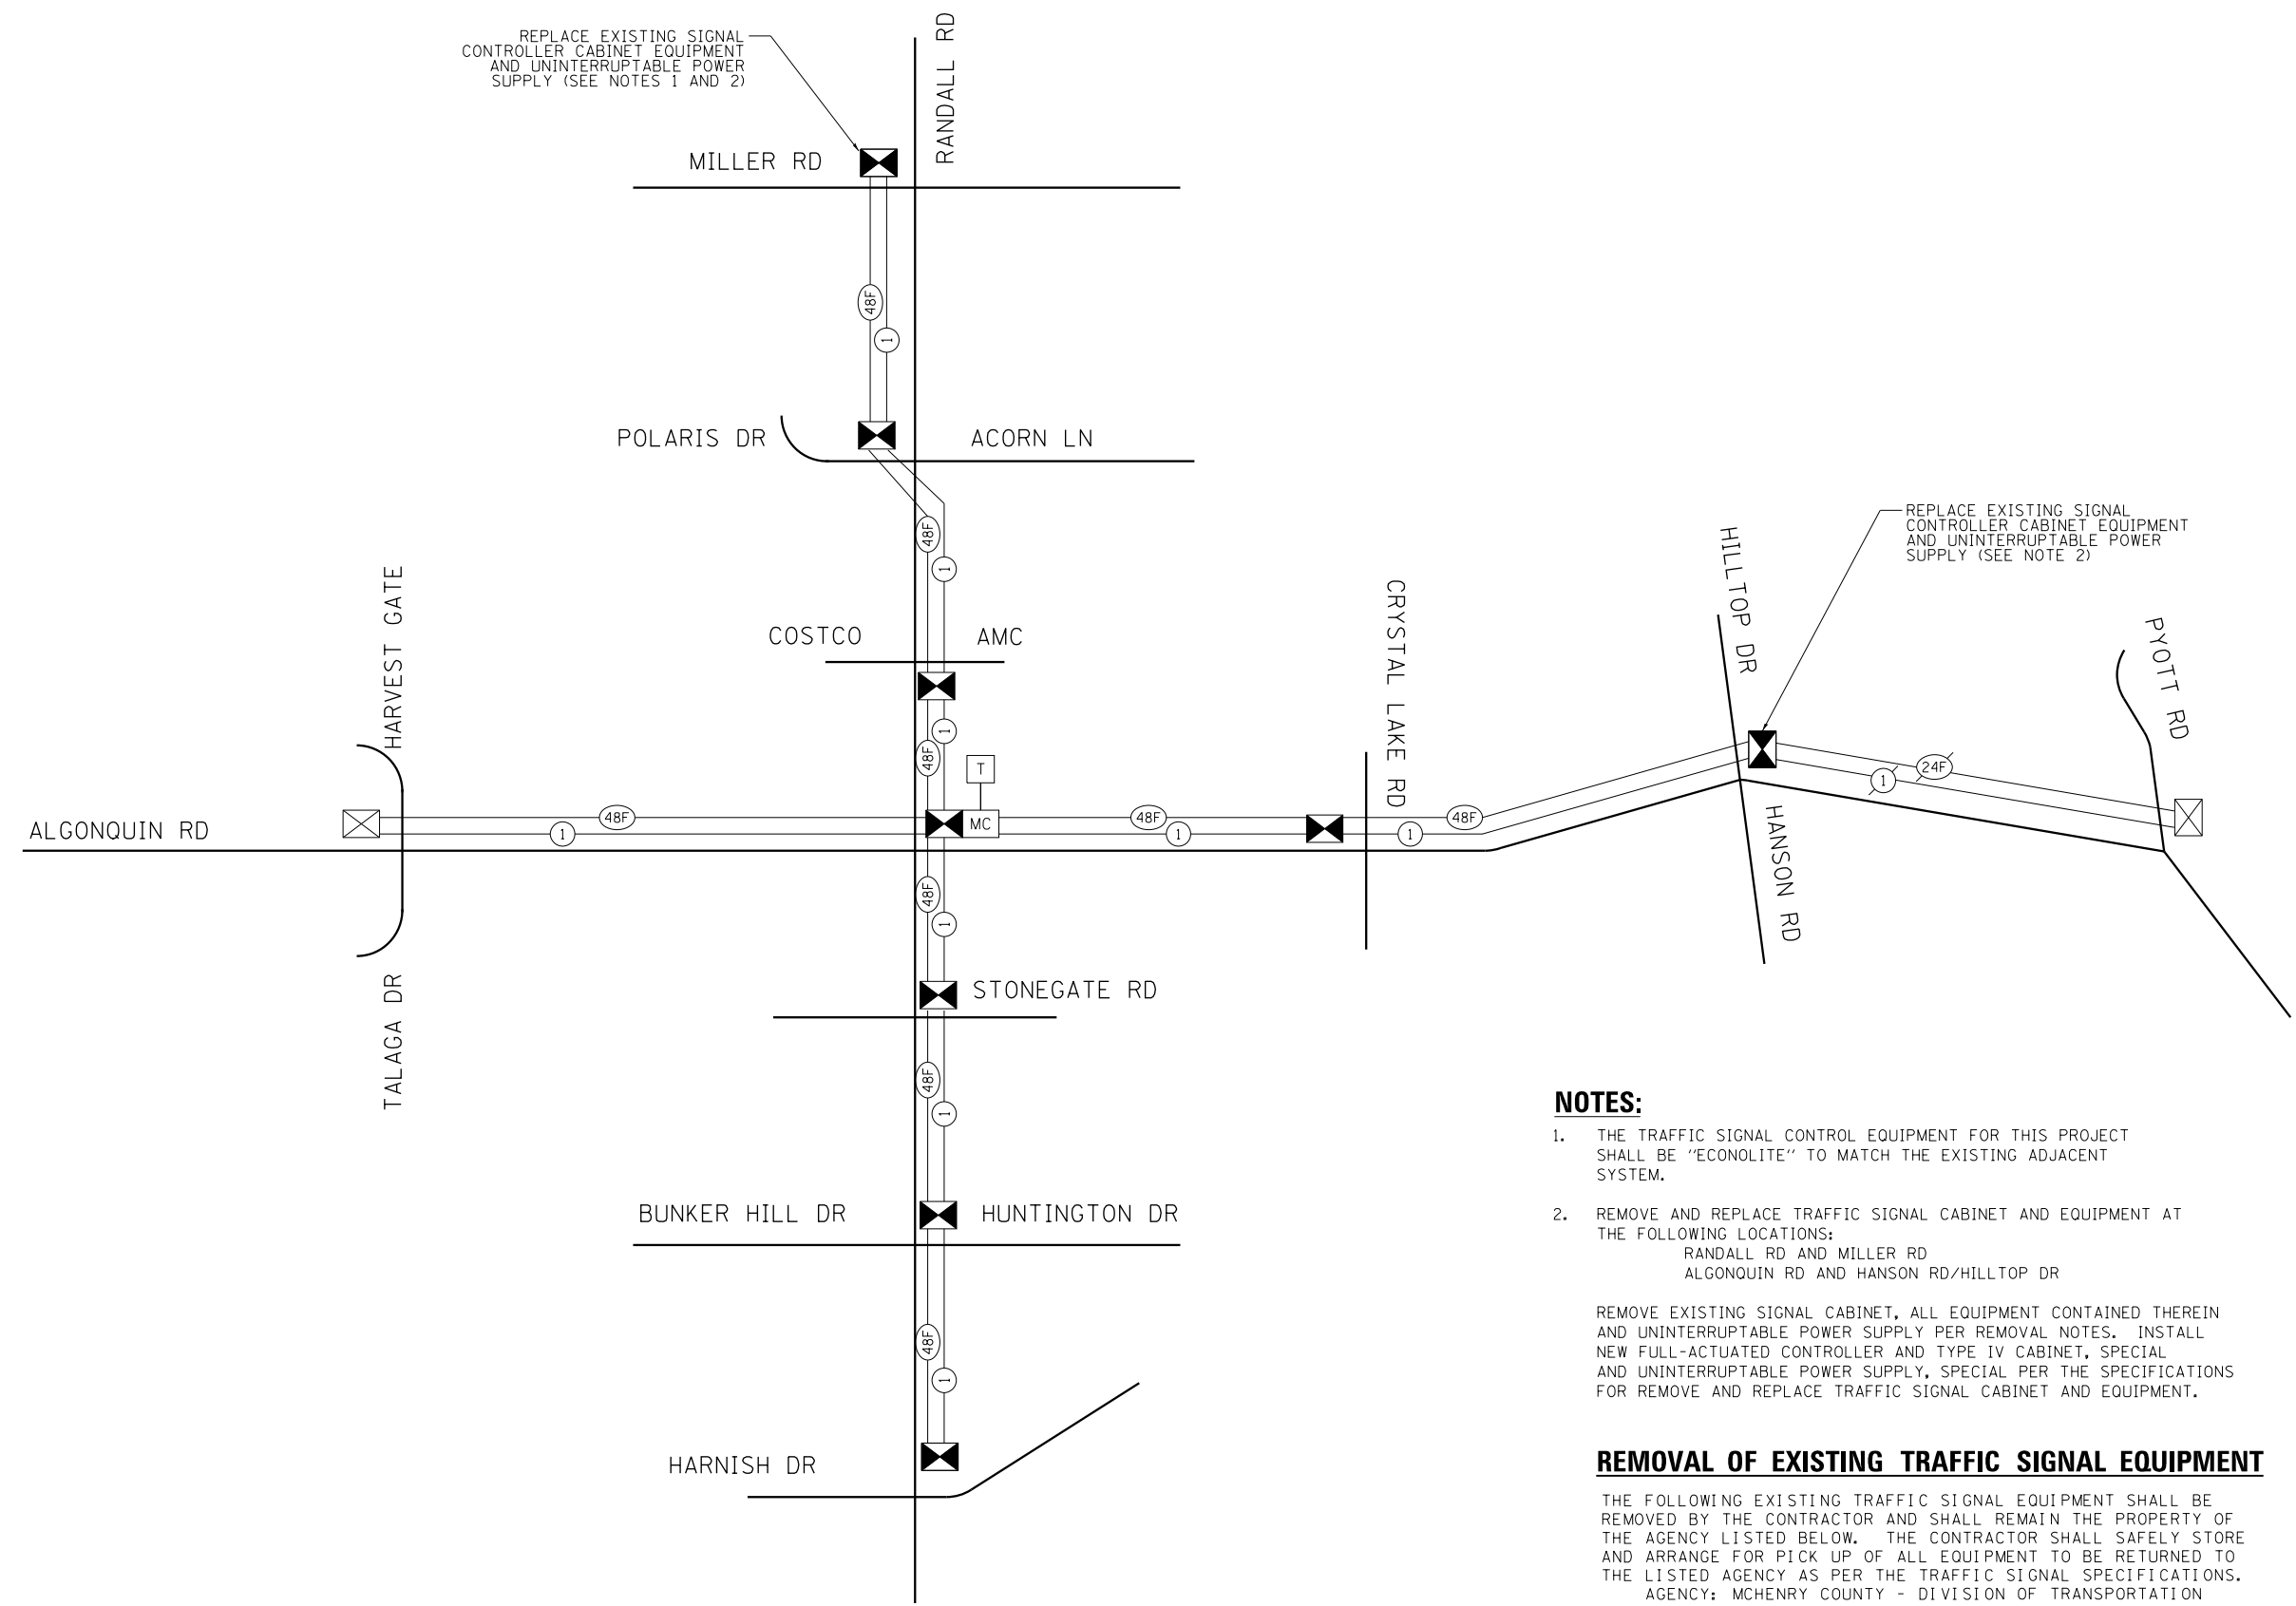 REPLACE EXISTING SIGNAL
CONTROLLER CABINET EQUIPMENT
AND UNINTERRUPTABLE POWER
SUPPLY (SEE NOTES 1 AND 2)
RANDALL RD
MILLER RD
48F
1
POLARIS DR
ACORN LN
48F
1
COSTCO
AMC
REPLACE EXISTING SIGNAL
CONTROLLER CABINET EQUIPMENT
AND UNINTERRUPTABLE POWER
SUPPLY (SEE NOTE 2)
HARVEST GATE
CRYSTAL LAKE RD
HILLTOP DR
PYOTT RD
1
48F
T
24F
1
ALGONQUIN RD
48F
1
MC
48F
1
48F
1
HANSON RD
48F
1
TALAGA DR
STONEGATE RD
48F
1
BUNKER HILL DR
HUNTINGTON DR
48F
1
HARNISH DR
NOTES:
1. THE TRAFFIC SIGNAL CONTROL EQUIPMENT FOR THIS PROJECT
SHALL BE "ECONOLITE" TO MATCH THE EXISTING ADJACENT
SYSTEM.
2. REMOVE AND REPLACE TRAFFIC SIGNAL CABINET AND EQUIPMENT AT
THE FOLLOWING LOCATIONS:
RANDALL RD AND MILLER RD
ALGONQUIN RD AND HANSON RD/HILLTOP DR
REMOVE EXISTING SIGNAL CABINET, ALL EQUIPMENT CONTAINED THEREIN
AND UNINTERRUPTABLE POWER SUPPLY PER REMOVAL NOTES. INSTALL
NEW FULL-ACTUATED CONTROLLER AND TYPE IV CABINET, SPECIAL
AND UNINTERRUPTABLE POWER SUPPLY, SPECIAL PER THE SPECIFICATIONS
FOR REMOVE AND REPLACE TRAFFIC SIGNAL CABINET AND EQUIPMENT.
REMOVAL OF EXISTING TRAFFIC SIGNAL EQUIPMENT
THE FOLLOWING EXISTING TRAFFIC SIGNAL EQUIPMENT SHALL BE
REMOVED BY THE CONTRACTOR AND SHALL REMAIN THE PROPERTY OF
THE AGENCY LISTED BELOW. THE CONTRACTOR SHALL SAFELY STORE
AND ARRANGE FOR PICK UP OF ALL EQUIPMENT TO BE RETURNED TO
THE LISTED AGENCY AS PER THE TRAFFIC SIGNAL SPECIFICATIONS.
AGENCY: MCHENRY COUNTY - DIVISION OF TRANSPORTATION